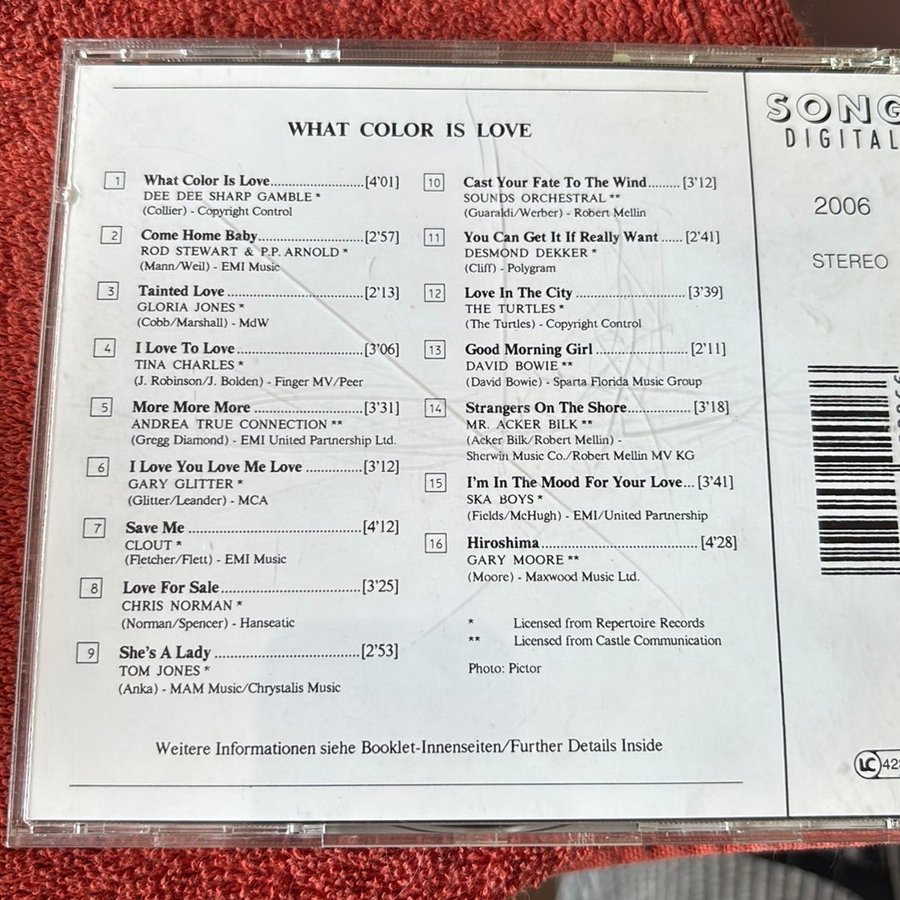 WHAT COLOR IS LOVE
1 What Color Is Love..........................[4'01]
DEE DEE SHARP GAMBLE *
(Collier) - Copyright Control
2 Come Home Baby..............................[2'57]
ROD STEWART & P.P. ARNOLD *
(Mann/Weil) - EMI Music
3 Tainted Love ..................................[2'13]
GLORIA JONES *
(Cobb/Marshall) - MdW
4 I Love To Love..................................[3'06]
TINA CHARLES *
(J. Robinson/J. Bolden) - Finger MV/Peer
5 More More More ..............................[3'31]
ANDREA TRUE CONNECTION **
(Gregg Diamond) - EMI United Partnership Ltd.
6 I Love You Love Me Love ................[3'12]
GARY GLITTER *
(Glitter/Leander) - MCA
7 Save Me ...........................................[4'12]
CLOUT *
(Fletcher/Flett) - EMI Music
8 Love For Sale....................................[3'25]
CHRIS NORMAN *
(Norman/Spencer) - Hanseatic
9 She's A Lady ....................................[2'53]
TOM JONES *
(Anka) - MAM Music/Chrystalis Music
10 Cast Your Fate To The Wind........ [3'12]
SOUNDS ORCHESTRAL **
(Guaraldi/Werber) - Robert Mellin
11 You Can Get It If Really Want ...... [2'41]
DESMOND DEKKER *
(Cliff) - Polygram
12 Love In The City ............................ [3'39]
THE TURTLES *
(The Turtles) - Copyright Control
13 Good Morning Girl ........................ [2'11]
DAVID BOWIE **
(David Bowie) - Sparta Florida Music Group
14 Strangers On The Shore................ [3'18]
MR. ACKER BILK **
(Acker Bilk/Robert Mellin) -
Sherwin Music Co./Robert Mellin MV KG
15 I'm In The Mood For Your Love... [3'41]
SKA BOYS *
(Fields/McHugh) - EMI/United Partnership
16 Hiroshima........................................ [4'28]
GARY MOORE **
(Moore) - Maxwood Music Ltd.
* Licensed from Repertoire Records
** Licensed from Castle Communication
Photo: Pictor
Weitere Informationen siehe Booklet-Innenseiten/Further Details Inside
SONG
DIGITAL
2006
STEREO
LC 42